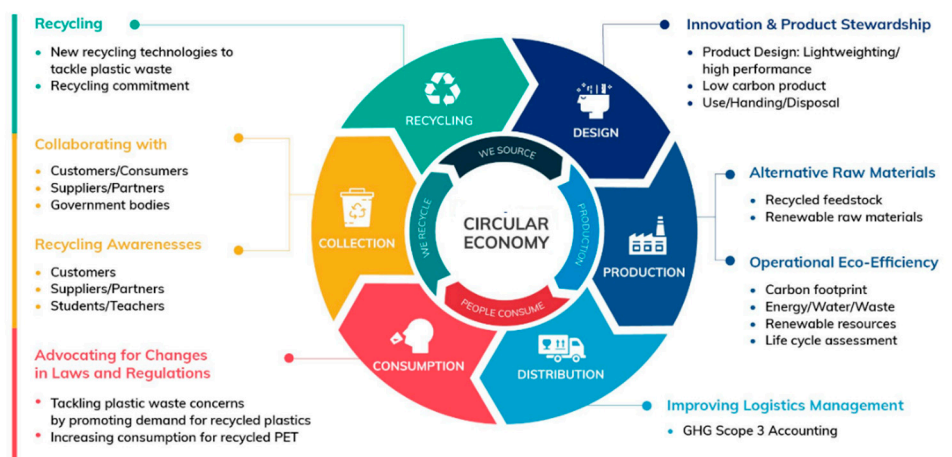 Recycling
• New recycling technologies to
tackle plastic waste
• Recycling commitment
Collaborating with
• Customers/Consumers
• Suppliers/Partners
• Government bodies
Recycling Awarenesses
• Customers
• Suppliers/Partners
• Students/Teachers
Advocating for Changes
in Laws and Regulations
• Tackling plastic waste concerns
by promoting demand for recycled plastics
• Increasing consumption for recycled PET
RECYCLING
DESIGN
COLLECTION
PRODUCTION
CONSUMPTION
DISTRIBUTION
WE SOURCE
PRODUCTION
PEOPLE CONSUME
WE RECYCLE
CIRCULAR
ECONOMY
Innovation & Product Stewardship
• Product Design: Lightweighting/
high performance
• Low carbon product
• Use/Handing/Disposal
Alternative Raw Materials
• Recycled feedstock
• Renewable raw materials
Operational Eco-Efficiency
• Carbon footprint
• Energy/Water/Waste
• Renewable resources
• Life cycle assessment
Improving Logistics Management
• GHG Scope 3 Accounting